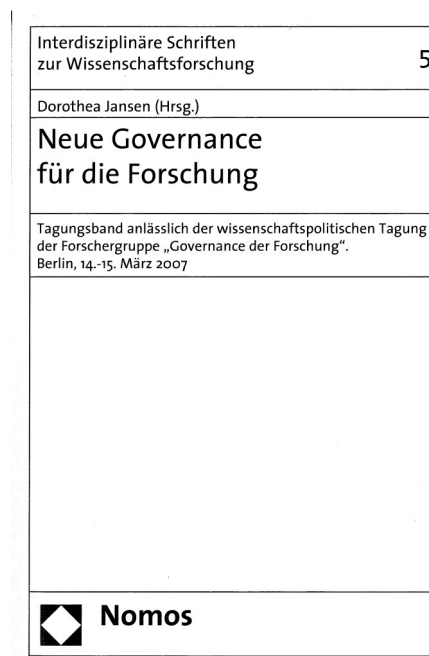 Interdisziplinäre Schriften
zur Wissenschaftsforschung
5
Dorothea Jansen (Hrsg.)
Neue Governance
für die Forschung
Tagungsband anlässlich der wissenschaftspolitischen Tagung
der Forschergruppe „Governance der Forschung“.
Berlin, 14.-15. März 2007
Nomos